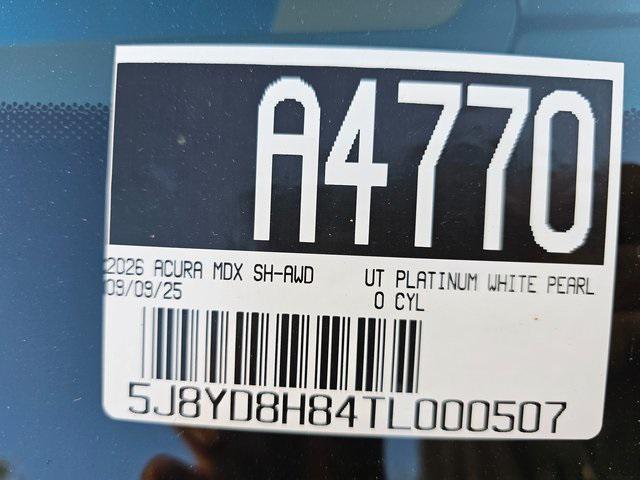 A4770
2026 ACURA MDX SH-AWD UT PLATINUM WHITE PEARL
09/09/25 0 CYL
5J8YD8H84TL000507